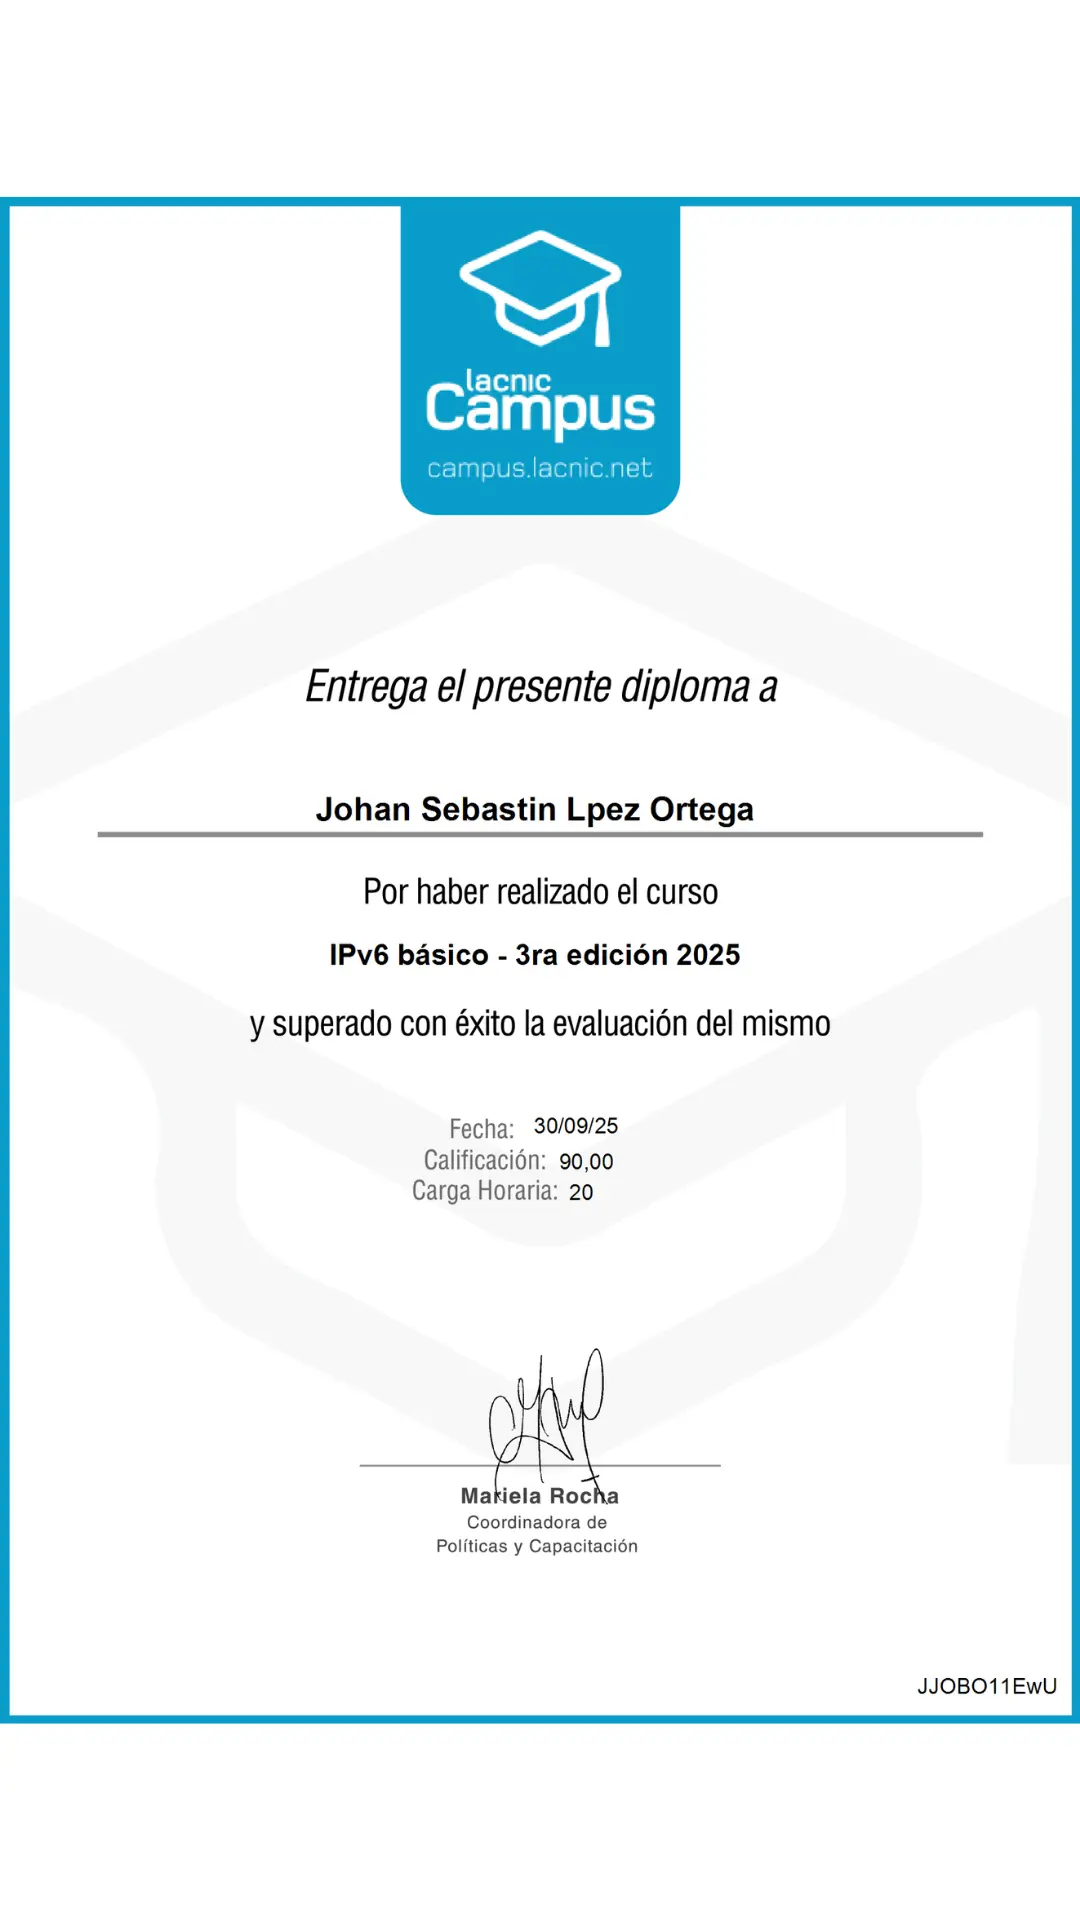 lacnic
Campus
campus.lacnic.net
Entrega el presente diploma a
Johan Sebastin Lpez Ortega
Por haber realizado el curso
IPv6 básico - 3ra edición 2025
y superado con éxito la evaluación del mismo
Fecha: 30/09/25
Calificación: 90,00
Carga Horaria: 20
Mariela Rocha
Coordinadora de
Políticas y Capacitación
JJOBO11EwU